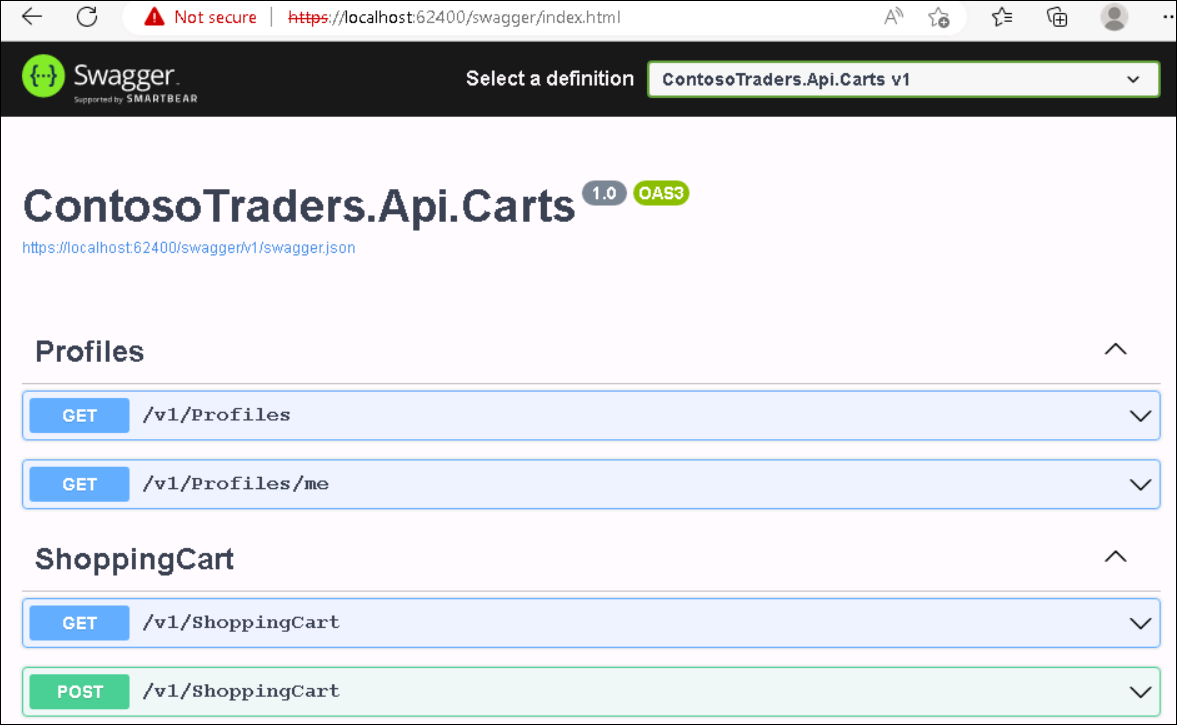 Not secure | https://localhost:62400/swagger/index.html
Swagger
Supported by SMARTBEAR
Select a definition
ContosoTraders.Api.Carts v1
ContosoTraders.Api.Carts 1.0 OAS3
https://localhost:62400/swagger/v1/swagger.json
Profiles
GET /v1/Profiles
GET /v1/Profiles/me
ShoppingCart
GET /v1/ShoppingCart
POST /v1/ShoppingCart